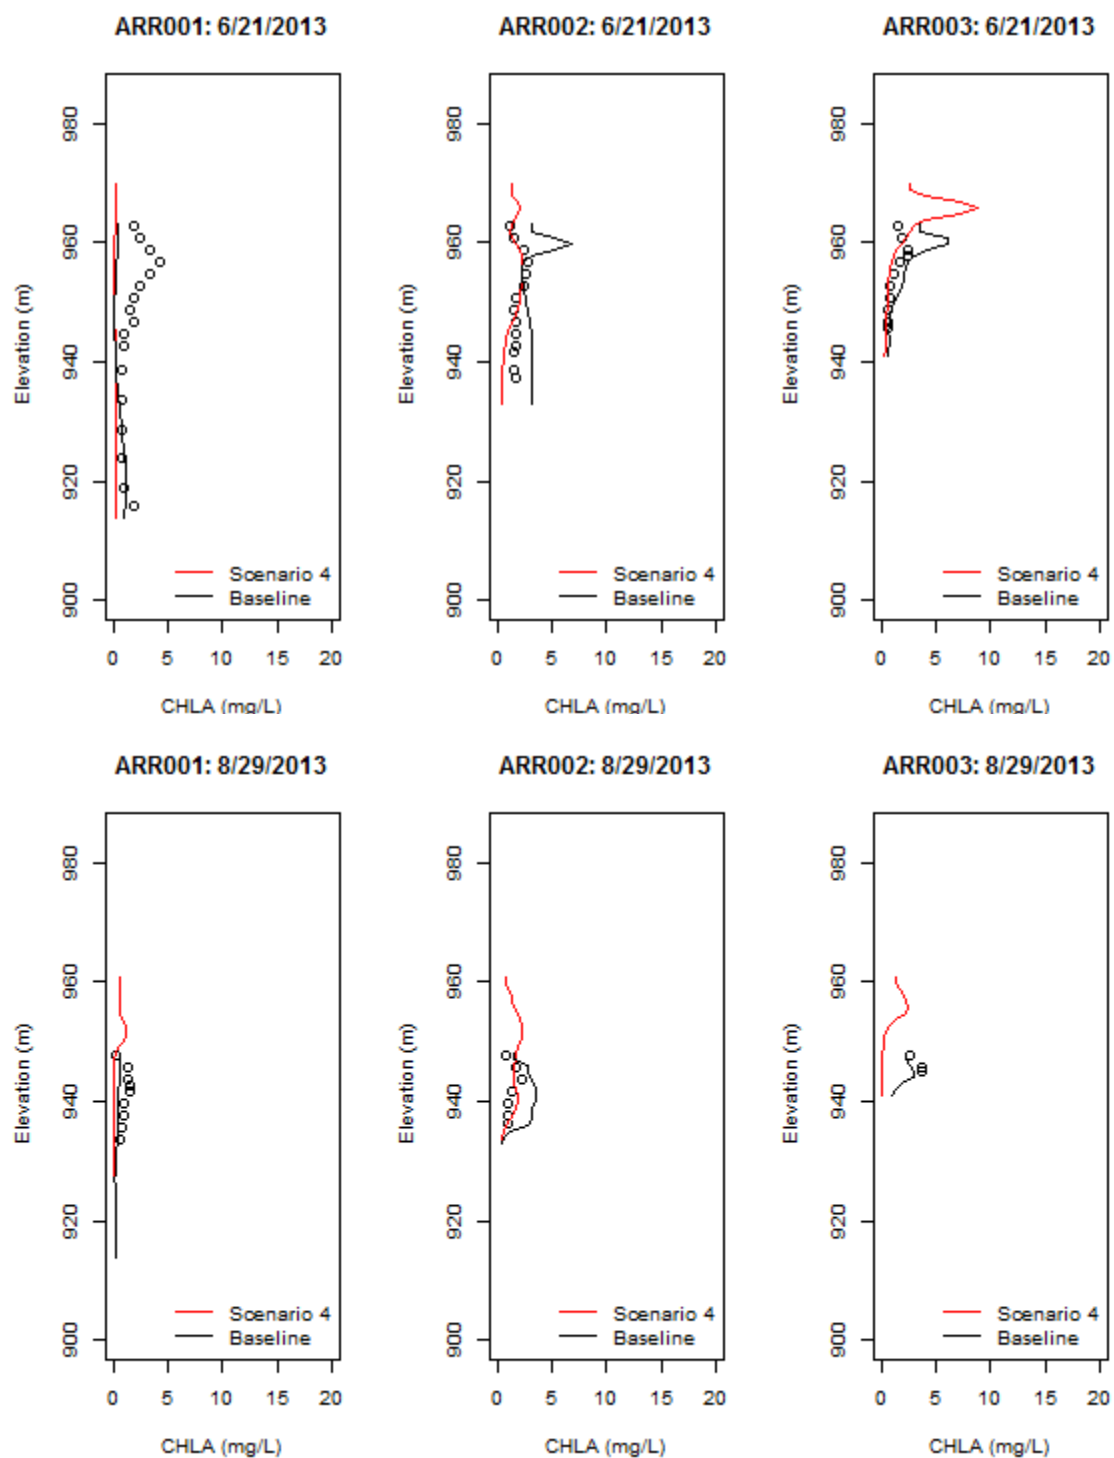 ARR001: 6/21/2013
ARR002: 6/21/2013
ARR003: 6/21/2013
Elevation (m)
980
960
940
920
900
Scenario 4
Baseline
0 5 10 15 20
CHLA (mg/L)
Elevation (m)
980
960
940
920
900
Scenario 4
Baseline
0 5 10 15 20
CHLA (mg/L)
Elevation (m)
980
960
940
920
900
Scenario 4
Baseline
0 5 10 15 20
CHLA (mg/L)
ARR001: 8/29/2013
ARR002: 8/29/2013
ARR003: 8/29/2013
Elevation (m)
980
960
940
920
900
Scenario 4
Baseline
0 5 10 15 20
CHLA (mg/L)
Elevation (m)
980
960
940
920
900
Scenario 4
Baseline
0 5 10 15 20
CHLA (mg/L)
Elevation (m)
980
960
940
920
900
Scenario 4
Baseline
0 5 10 15 20
CHLA (mg/L)